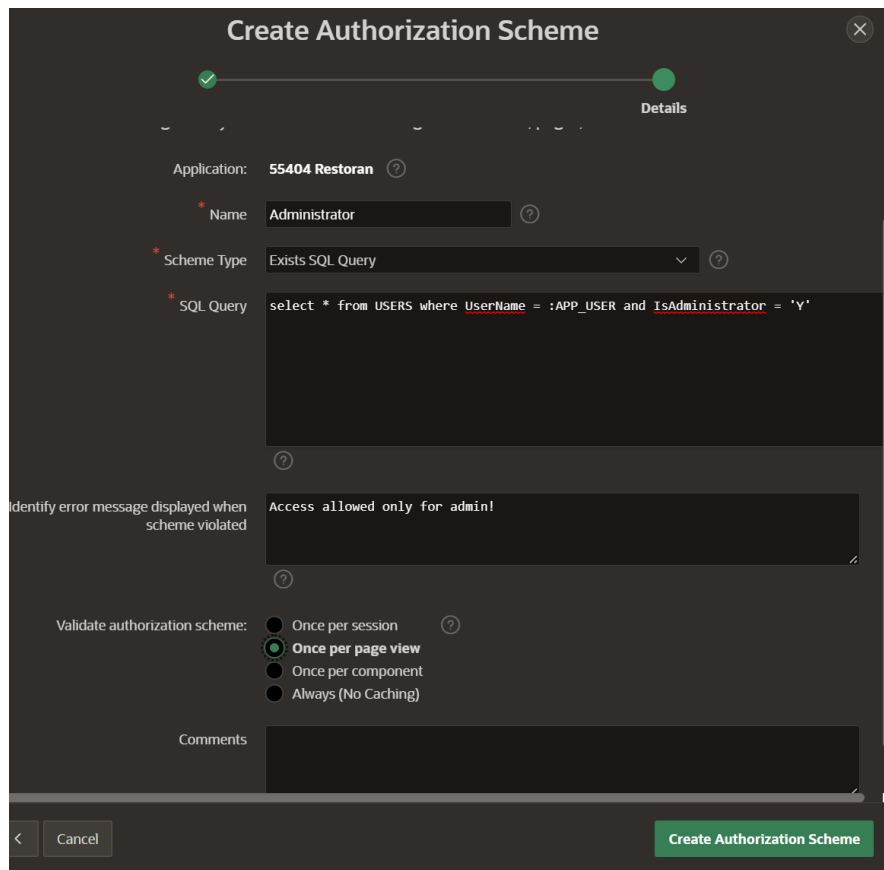 Create Authorization Scheme
Details
Application: 55404 Restoran ?
* Name Administrator ?
* Scheme Type Exists SQL Query ?
* SQL Query select * from USERS where UserName = :APP_USER and IsAdministrator = 'Y'
?
Identify error message displayed when
scheme violated
Access allowed only for admin!
?
Validate authorization scheme: Once per session ?
Once per page view
Once per component
Always (No Caching)
Comments
Cancel Create Authorization Scheme